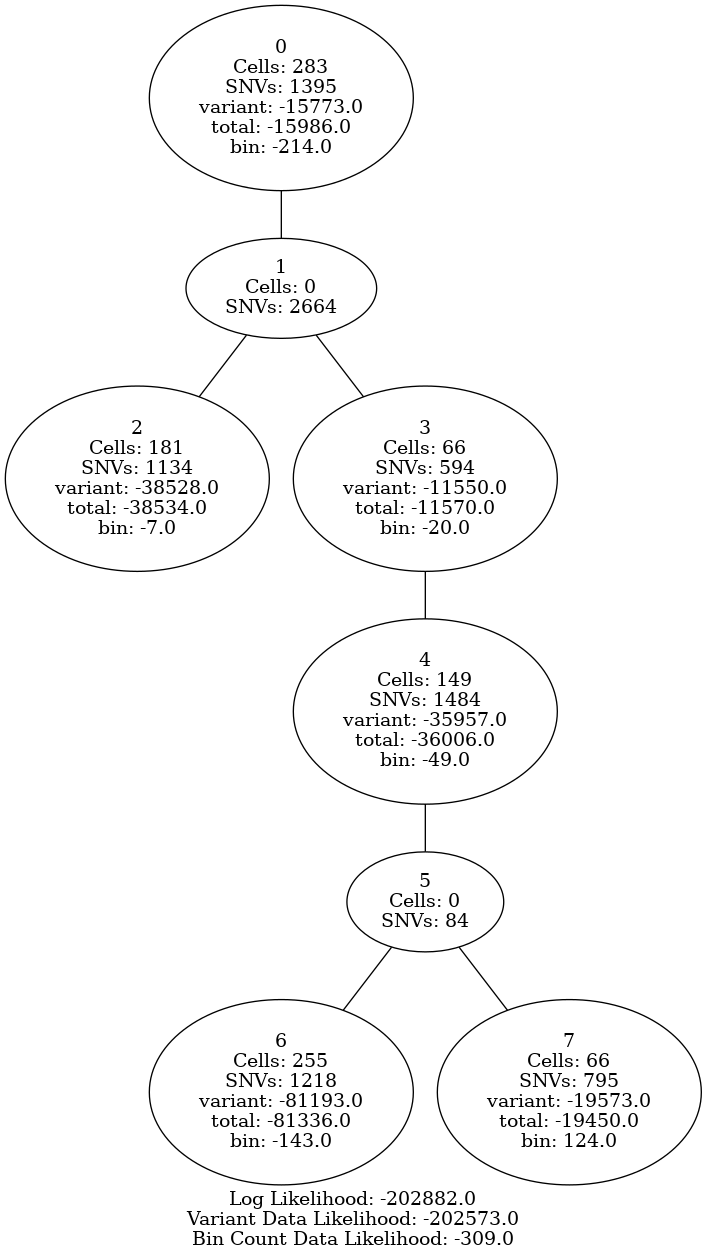 0
Cells: 283
SNVs: 1395
variant: -15773.0
total: -15986.0
bin: -214.0
1
Cells: 0
SNVs: 2664
2
Cells: 181
SNVs: 1134
variant: -38528.0
total: -38534.0
bin: -7.0
3
Cells: 66
SNVs: 594
variant: -11550.0
total: -11570.0
bin: -20.0
4
Cells: 149
SNVs: 1484
variant: -35957.0
total: -36006.0
bin: -49.0
5
Cells: 0
SNVs: 84
6
Cells: 255
SNVs: 1218
variant: -81193.0
total: -81336.0
bin: -143.0
7
Cells: 66
SNVs: 795
variant: -19573.0
total: -19450.0
bin: 124.0
Log Likelihood: -202882.0
Variant Data Likelihood: -202573.0
Bin Count Data Likelihood: -309.0